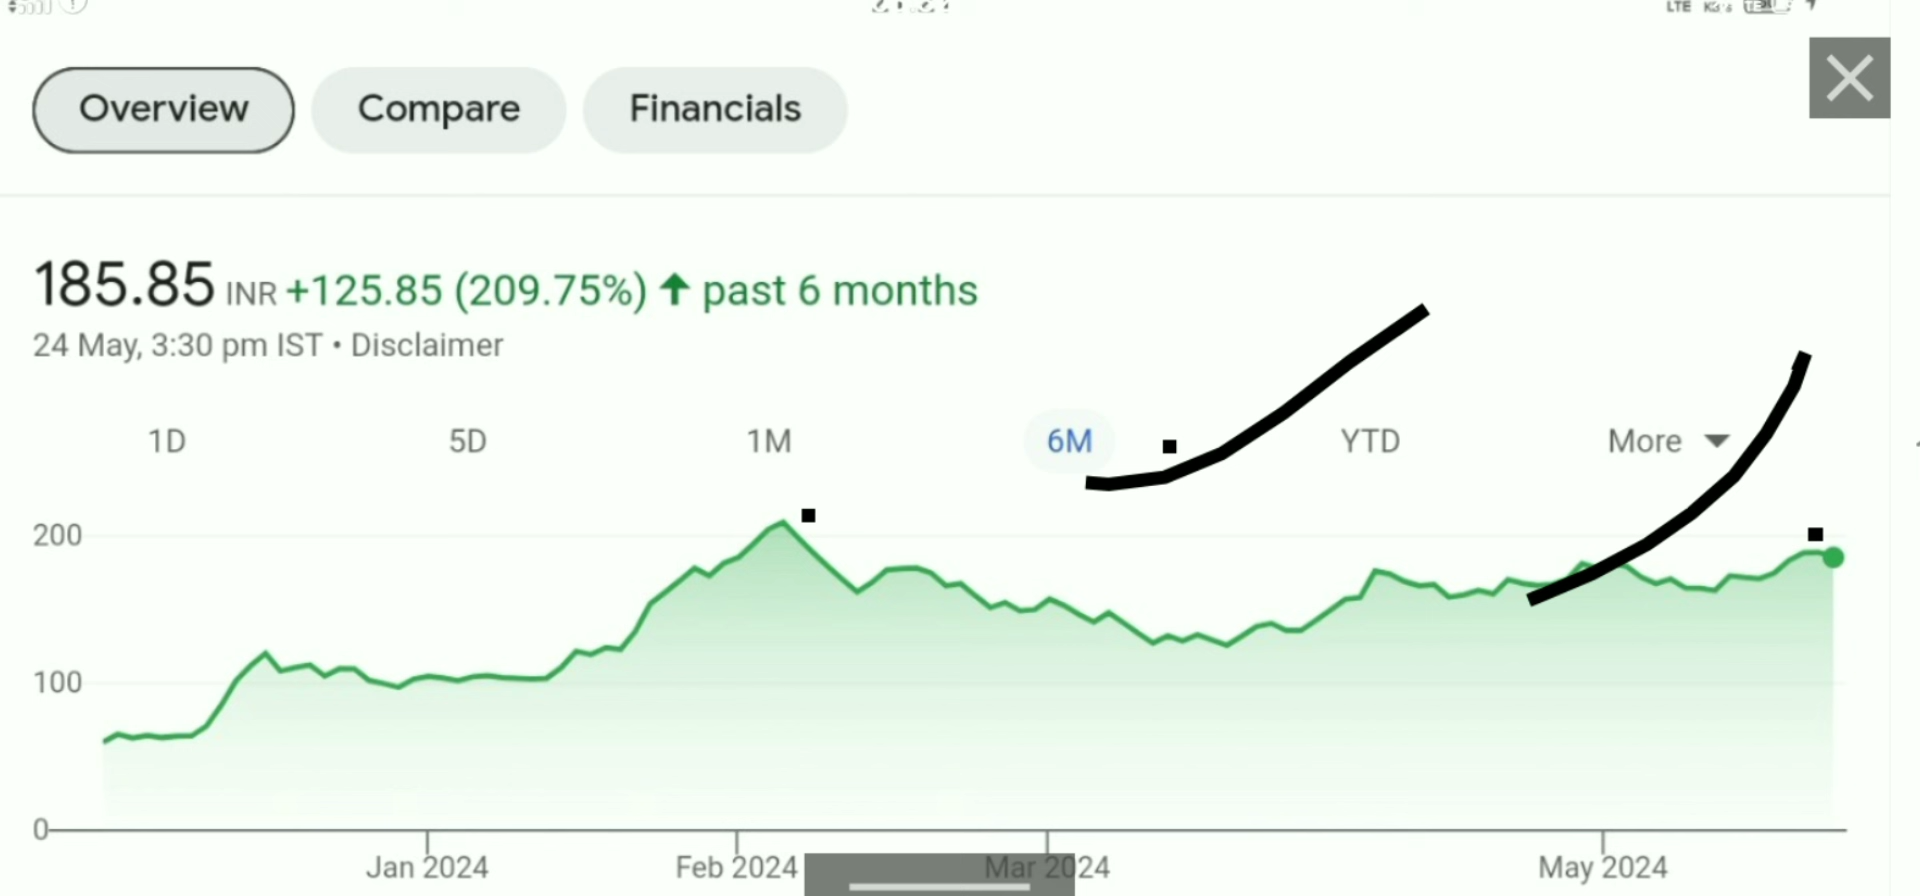 LTE
Overview Compare Financials
185.85 INR +125.85 (209.75%) ↑ past 6 months
24 May, 3:30 pm IST • Disclaimer
1D 5D 1M 6M YTD More
200
100
0
Jan 2024 Feb 2024 Mar 2024 May 2024